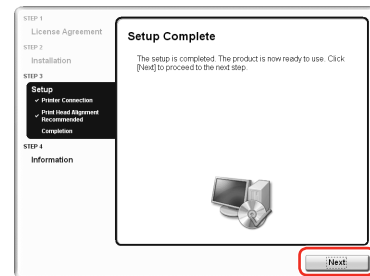 STEP 1
License Agreement
STEP 2
Installation
STEP 3
Setup
Printer Connection
Print Head Alignment
Recommended
Completion
STEP 4
Information
Setup Complete
The setup is completed. The product is now ready to use. Click
[Next] to proceed to the next step.
Next